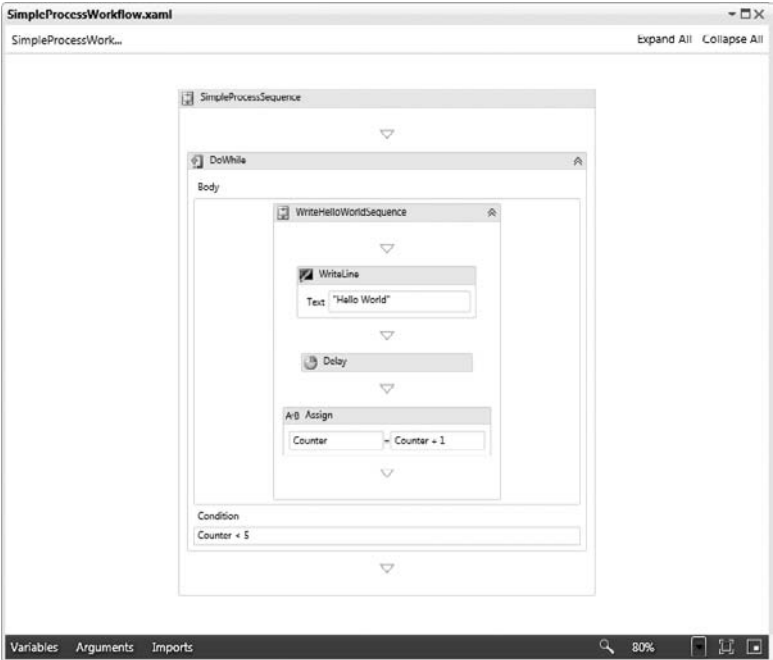 SimpleProcessWorkflow.xaml
SimpleProcessWork... Expand All Collapse All
SimpleProcessSequence
DoWhile
Body
WriteHelloWorldSequence
WriteLine
Text "Hello World"
Delay
A+B Assign
Counter = Counter + 1
Condition
Counter < 5
Variables Arguments Imports 80%